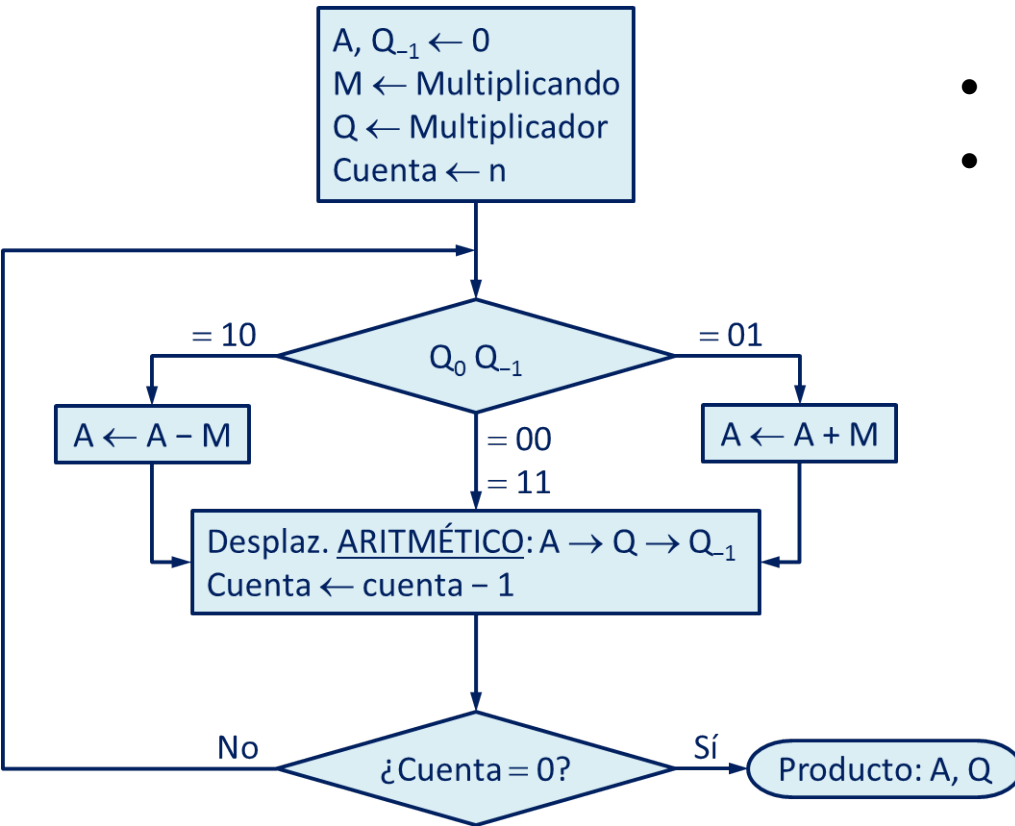 A, Q₋₁ ← 0
M ← Multiplicando
Q ← Multiplicador
Cuenta ← n
•
•
= 10
= 01
Q₀ Q₋₁
A ← A − M
= 00
= 11
A ← A + M
Desplaz. ARITMÉTICO: A → Q → Q₋₁
Cuenta ← cuenta − 1
No
¿Cuenta = 0?
Sí
Producto: A, Q